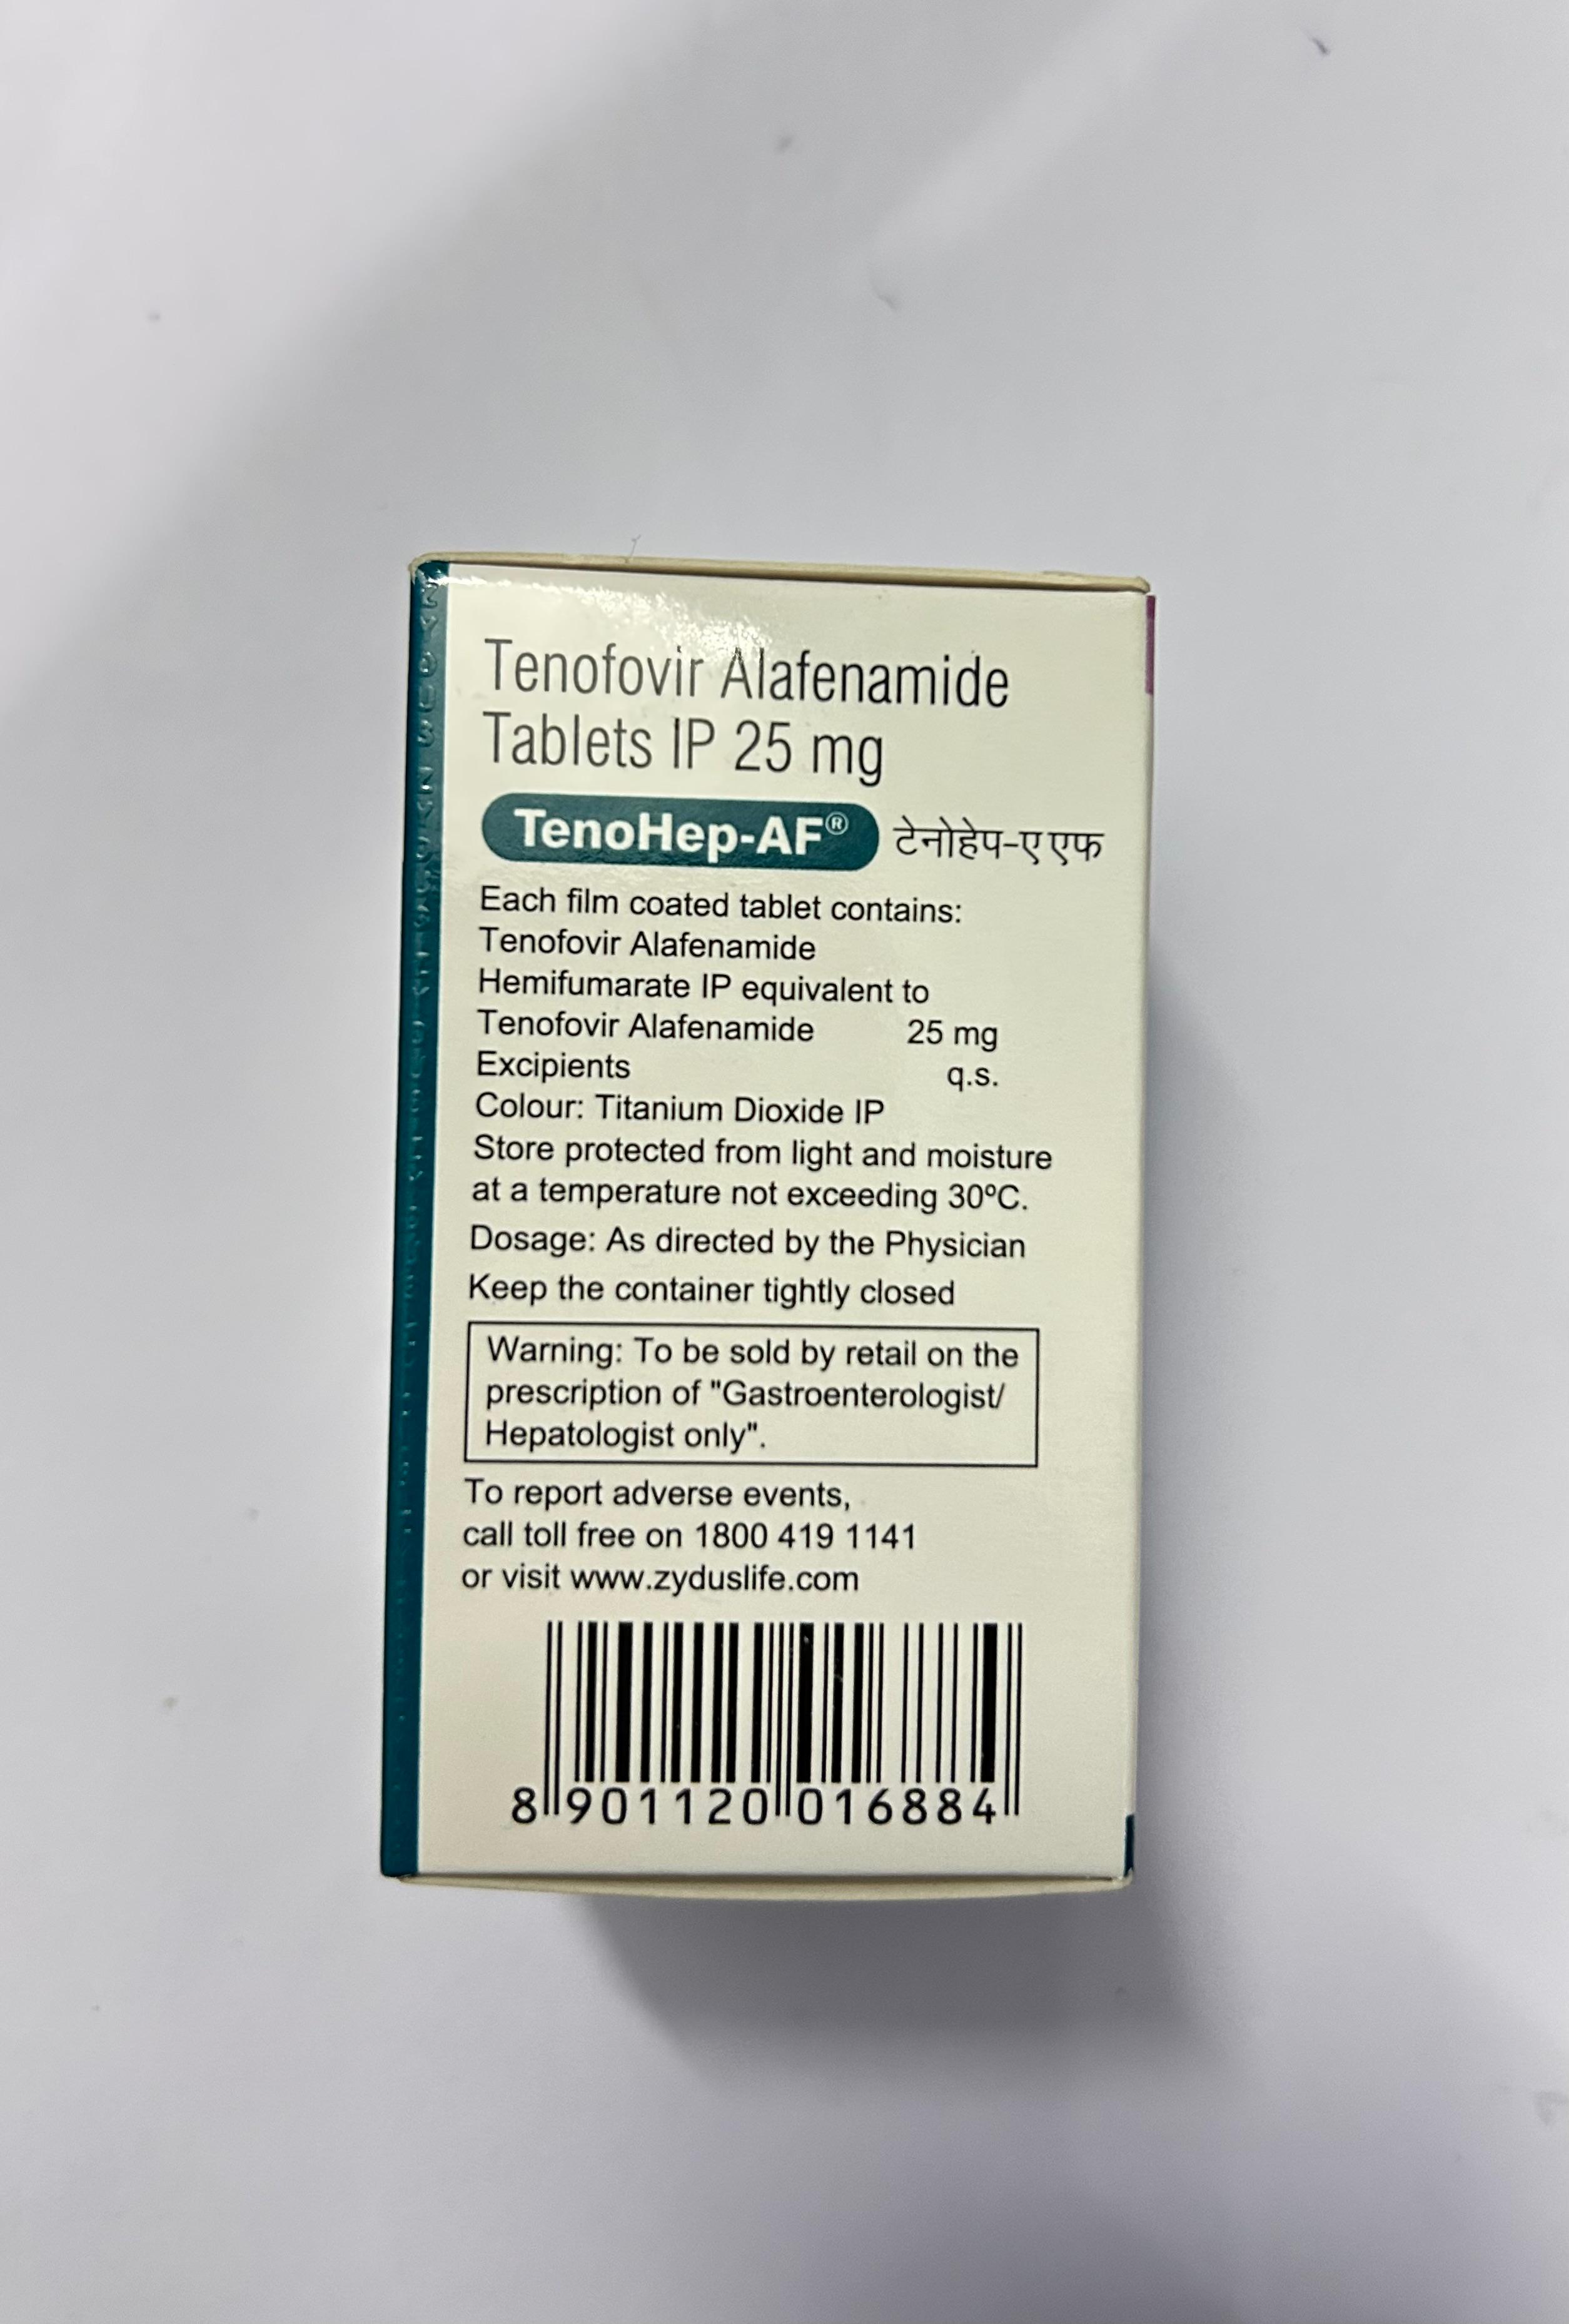 Tenofovir Alafenamide
Tablets IP 25 mg
TenoHep-AF® टेनोहेप-ए एफ
Each film coated tablet contains:
Tenofovir Alafenamide
Hemifumarate IP equivalent to
Tenofovir Alafenamide 25 mg
Excipients q.s.
Colour: Titanium Dioxide IP
Store protected from light and moisture
at a temperature not exceeding 30ºC.
Dosage: As directed by the Physician
Keep the container tightly closed
Warning: To be sold by retail on the
prescription of "Gastroenterologist/
Hepatologist only".
To report adverse events,
call toll free on 1800 419 1141
or visit www.zyduslife.com
8 901120 016884